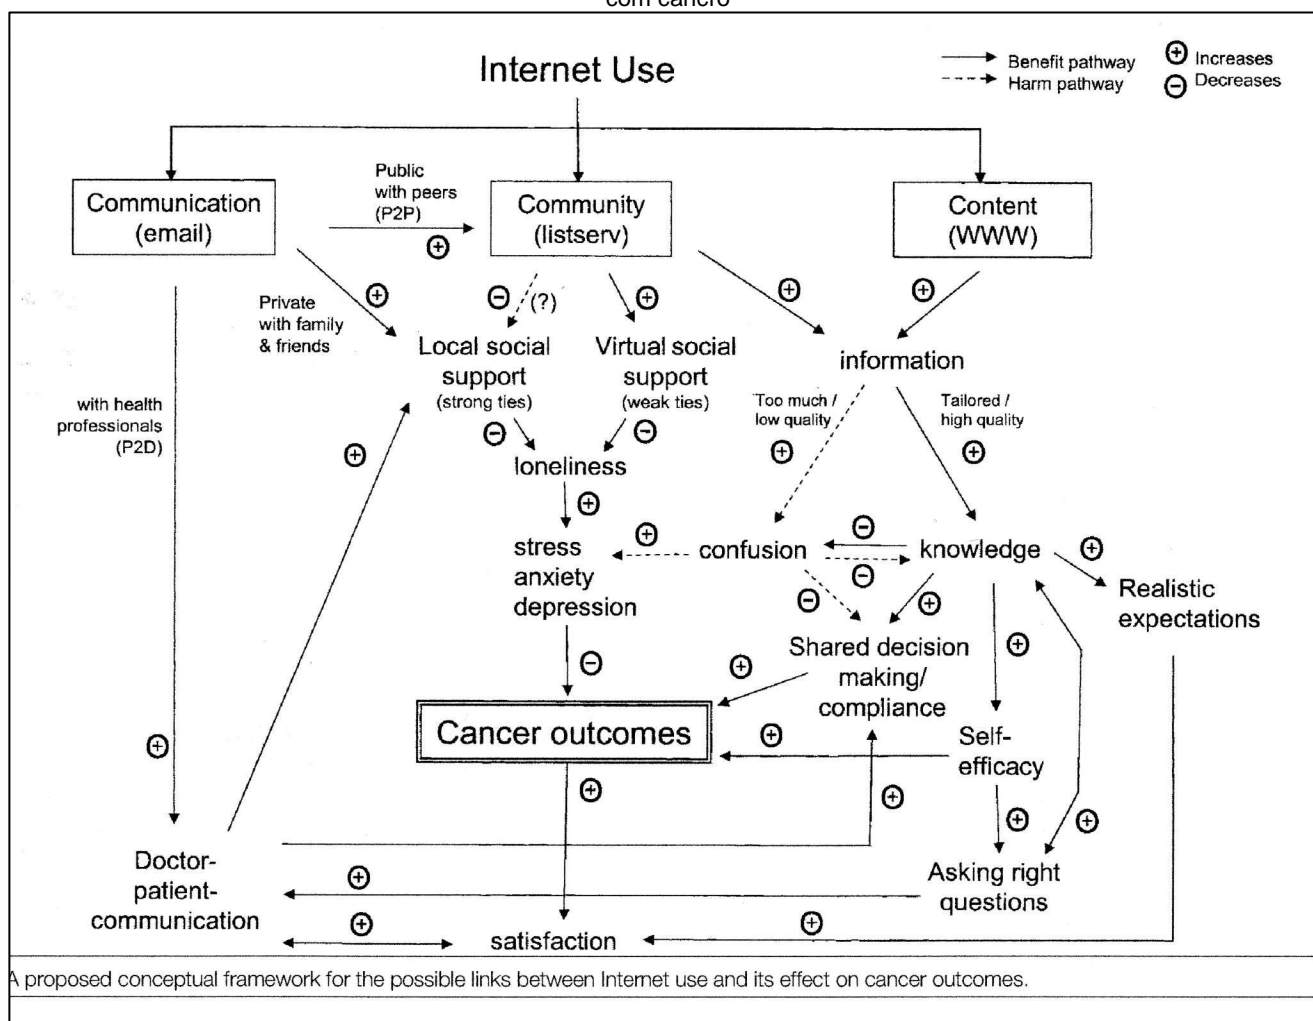 com cancro
Internet Use
Benefit pathway
Harm pathway
⊕ Increases
⊖ Decreases
Communication
(email)
Public
with peers
(P2P)
⊕
Community
(listserv)
Content
(WWW)
Private
with family
& friends
⊕
⊖
(?)
⊕
⊕
⊕
Local social
support
(strong ties)
Virtual social
support
(weak ties)
information
with health
professionals
(P2D)
⊕
Too much /
low quality
⊕
Tailored /
high quality
⊕
⊖
⊖
loneliness
⊕
stress
anxiety
depression
⊕
confusion
⊖
⊖
knowledge
⊕
Realistic
expectations
⊖
⊕
⊖
Shared decision
making/
compliance
⊕
⊕
Cancer outcomes
⊕
Self-
efficacy
⊕
⊕
⊕
⊕
⊕
Doctor-
patient-
communication
Asking right
questions
⊕
⊕
satisfaction
⊕
A proposed conceptual framework for the possible links between Internet use and its effect on cancer outcomes.